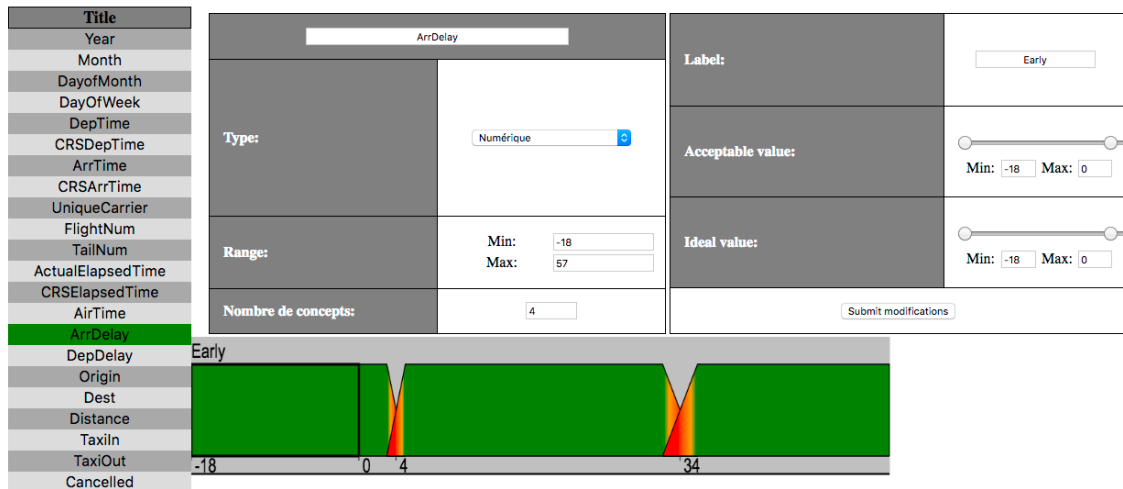 Title
Year
Month
DayofMonth
DayOfWeek
DepTime
CRSDepTime
ArrTime
CRSArrTime
UniqueCarrier
FlightNum
TailNum
ActualElapsedTime
CRSElapsedTime
AirTime
ArrDelay
DepDelay
Origin
Dest
Distance
TaxiIn
TaxiOut
Cancelled
ArrDelay
Type:
Numérique
Range:
Min: -18
Max: 57
Nombre de concepts: 4
Label: Early
Acceptable value:
Min: -18 Max: 0
Ideal value:
Min: -18 Max: 0
Submit modifications
Early
-18 0 4 34